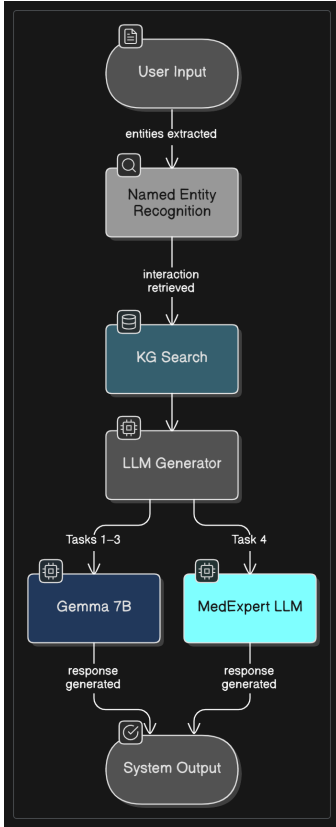 User Input
entities extracted
Named Entity
Recognition
interaction
retrieved
KG Search
LLM Generator
Tasks 1–3
Task 4
Gemma 7B
MedExpert LLM
response
generated
response
generated
System Output